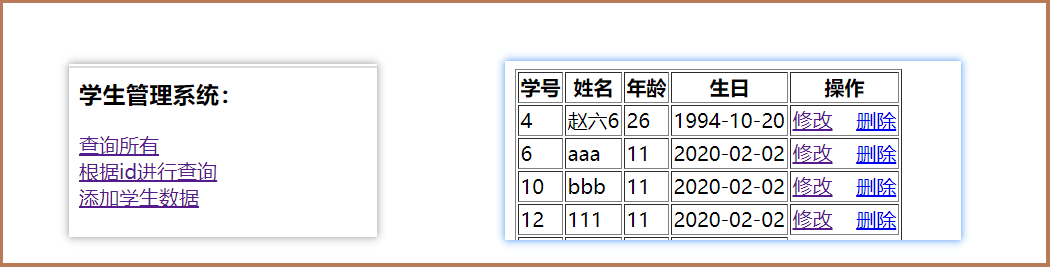 学生管理系统：
查询所有
根据id进行查询
添加学生数据
学号 姓名 年龄 生日 操作
4 赵六6 26 1994-10-20 修改 删除
6 aaa 11 2020-02-02 修改 删除
10 bbb 11 2020-02-02 修改 删除
12 111 11 2020-02-02 修改 删除